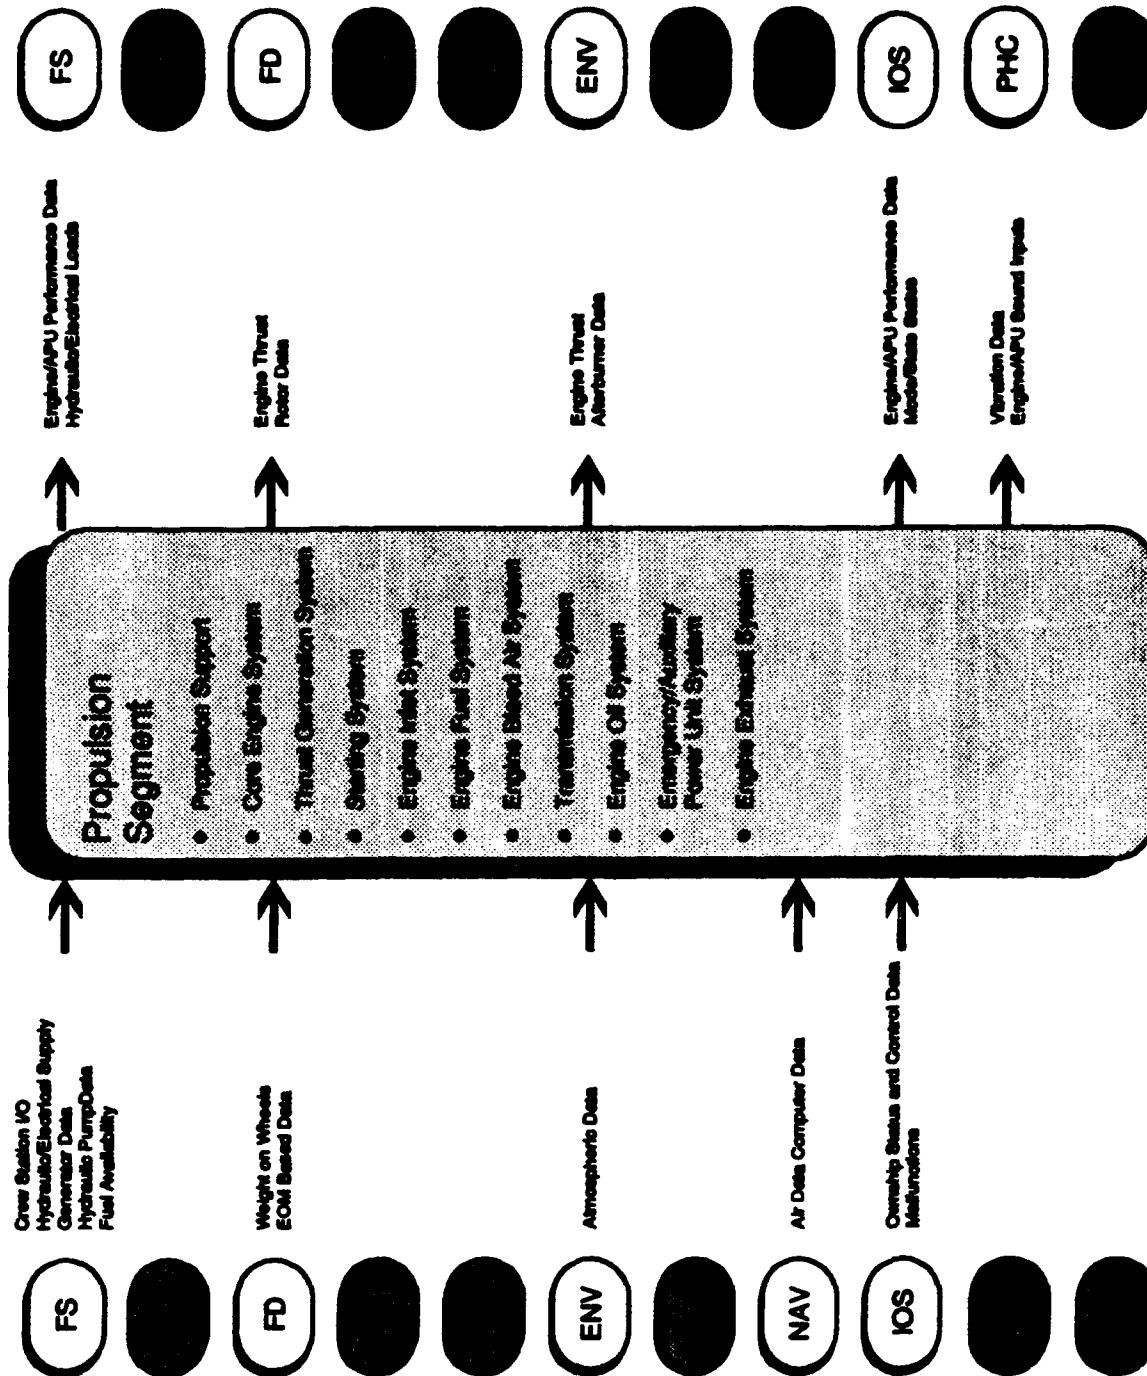 FS
Crew Station I/O
Hydraulic/Electrical Supply
Generator Data
Hydraulic PumpData
Fuel Availability
FD
Weight on Wheels
EOM Based Data
ENV
Atmospheric Data
NAV
Air Data Computer Data
IOS
Ownship Status and Control Data
Malfunctions
Propulsion
Segment
• Propulsion Support
• Core Engine System
• Thrust Generation System
• Starting System
• Engine Inlet System
• Engine Fuel System
• Engine Bleed Air System
• Transmission System
• Engine Oil System
• Emergency/Auxiliary
Power Unit System
• Engine Exhaust System
Engine/APU Performance Data
Hydraulic/Electrical Loads
FS
Engine Thrust
Rotor Data
FD
Engine Thrust
Afterburner Data
ENV
Engine/APU Performance Data
Mode/State Status
IOS
Vibration Data
Engine/APU Sound Inputs
PHC